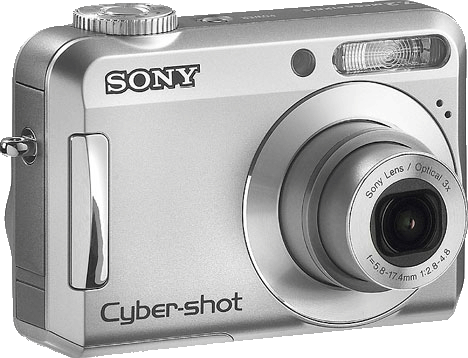 SONY
Sony Lens / Optical 3x
f=5.8-17.4mm 1:2.8-4.8
Cyber-shot